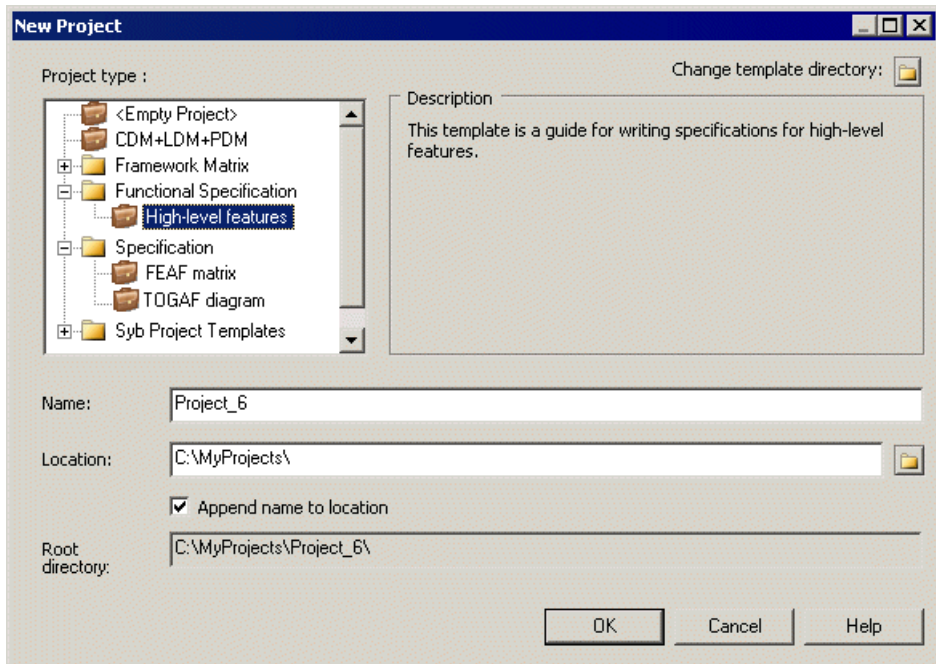 New Project
Project type :
Change template directory:
<Empty Project>
CDM+LDM+PDM
Framework Matrix
Functional Specification
High-level features
Specification
FEAF matrix
TOGAF diagram
Syb Project Templates
Description
This template is a guide for writing specifications for high-level
features.
Name:
Project_6
Location:
C:\MyProjects\
Append name to location
Root
directory:
C:\MyProjects\Project_6\
OK
Cancel
Help